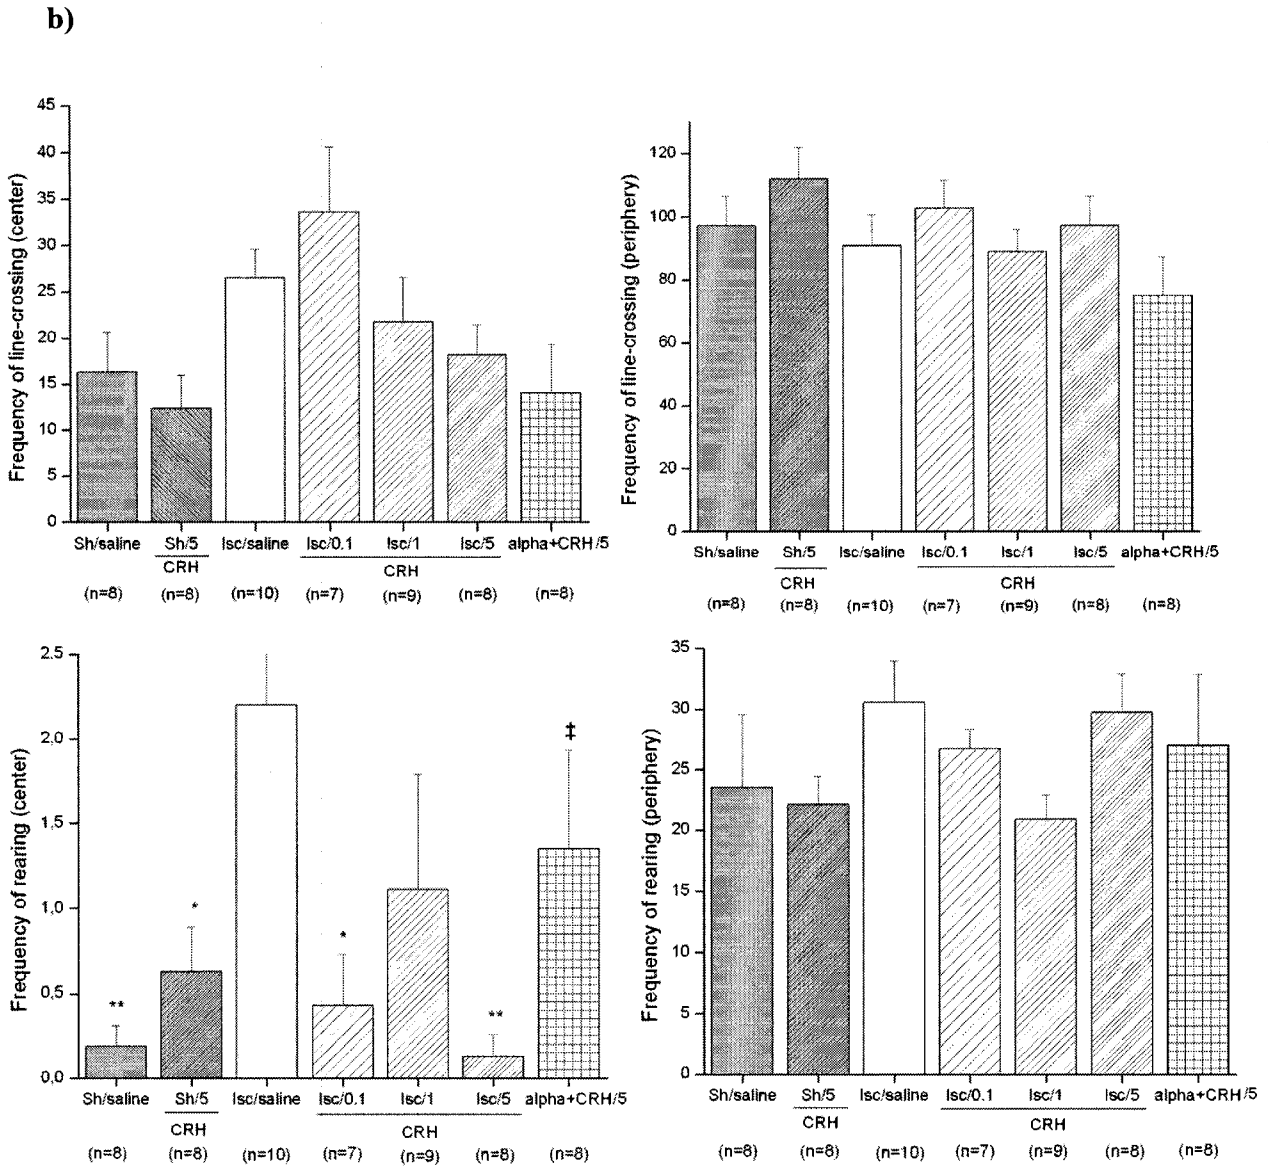 b)
Frequency of line-crossing (center)
45
40
35
30
25
20
15
10
5
0
Sh/saline Sh/5 Isc/saline Isc/0.1 Isc/1 Isc/5 alpha+CRH/5
CRH CRH
(n=8) (n=8) (n=10) (n=7) (n=9) (n=8) (n=8)
Frequency of line-crossing (periphery)
120
100
80
60
40
20
0
Sh/saline Sh/5 Isc/saline Isc/0.1 Isc/1 Isc/5 alpha+CRH/5
CRH CRH
(n=8) (n=8) (n=10) (n=7) (n=9) (n=8) (n=8)
Frequency of rearing (center)
2.5
2.0
1.5
1.0
0.5
0.0
** * * ** ‡
Sh/saline Sh/5 Isc/saline Isc/0.1 Isc/1 Isc/5 alpha+CRH/5
CRH CRH
(n=8) (n=8) (n=10) (n=7) (n=9) (n=8) (n=8)
Frequency of rearing (periphery)
35
30
25
20
15
10
5
0
Sh/saline Sh/5 Isc/saline Isc/0.1 Isc/1 Isc/5 alpha+CRH/5
CRH CRH
(n=8) (n=8) (n=10) (n=7) (n=9) (n=8) (n=8)